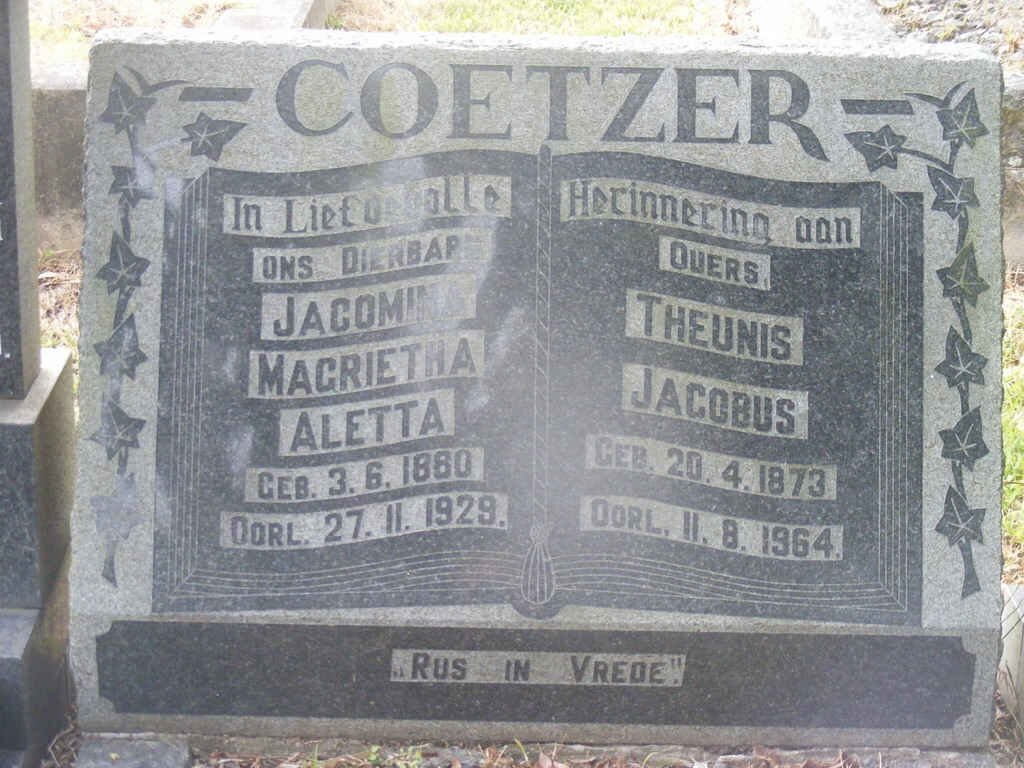 COETZER
In Liefdevolle Herinnering aan
ONS DIERBARE OUERS,
JACOMINA
MAGRIETHA
ALETTA
GEB. 3. 6. 1880
OORL. 27. 11. 1929.
THEUNIS
JACOBUS
GEB. 20. 4. 1873
OORL. 11. 8. 1964.
„RUS IN VREDE".